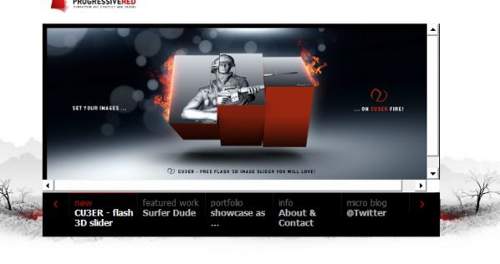 PROGRESSIVERED
SET YOUR IMAGES ...
... ON CU3ER FIRE!
CU3ER - FREE FLASH 3D IMAGE SLIDER YOU WILL LOVE!
new
CU3ER - flash
3D slider
featured work
Surfer Dude
portfolio
showcase as
...
info
About &
Contact
micro blog
@Twitter